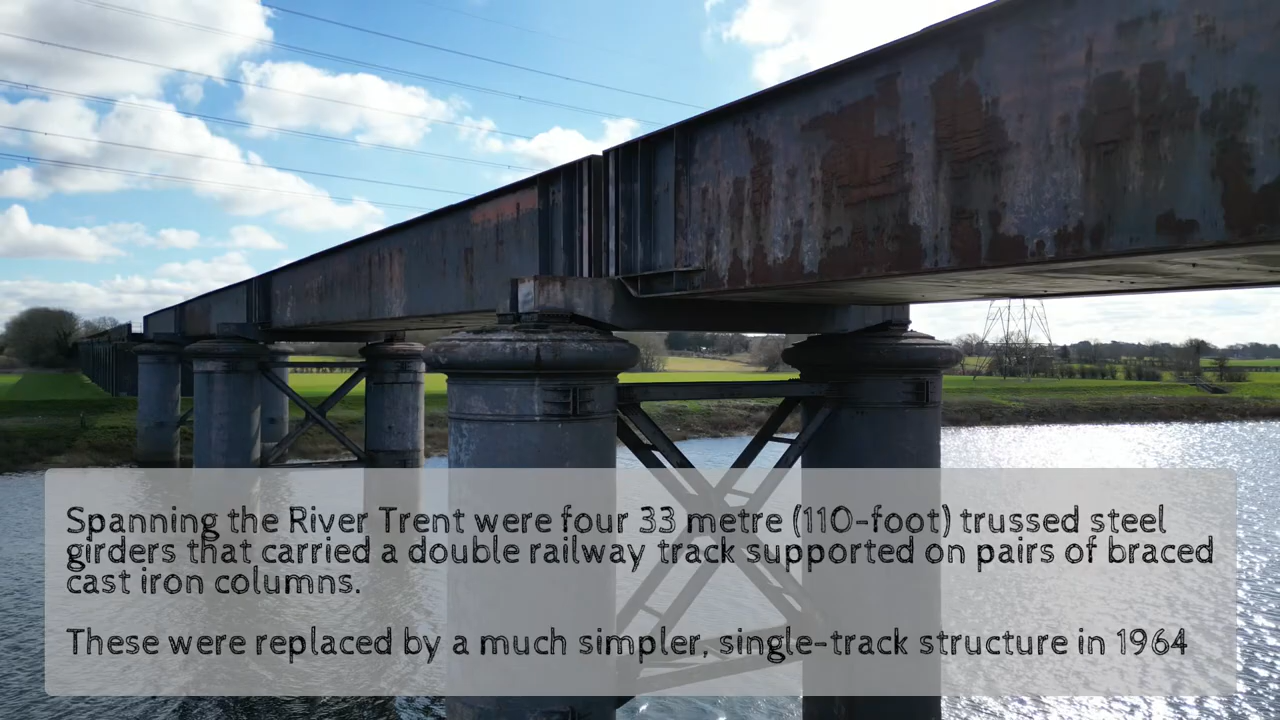 Spanning the River Trent were four 33 metre (110-foot) trussed steel
girders that carried a double railway track supported on pairs of braced
cast iron columns.
These were replaced by a much simpler, single-track structure in 1964